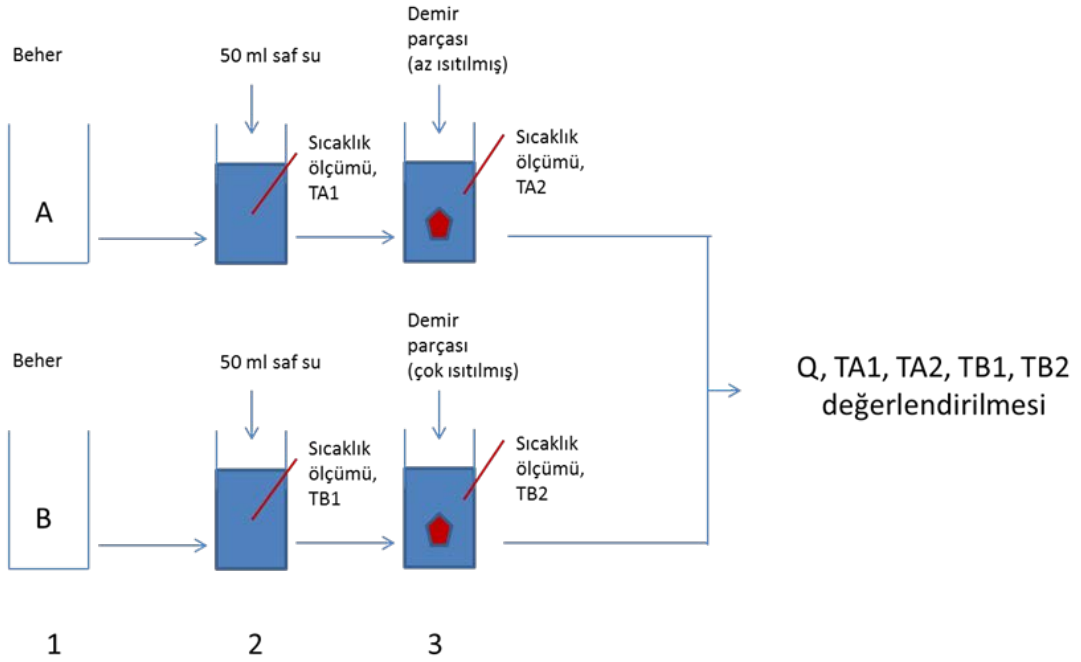 Beher
50 ml saf su
Demir
parçası
(az ısıtılmış)
A
Sıcaklık
ölçümü,
TA1
Sıcaklık
ölçümü,
TA2
Beher
50 ml saf su
Demir
parçası
(çok ısıtılmış)
B
Sıcaklık
ölçümü,
TB1
Sıcaklık
ölçümü,
TB2
Q, TA1, TA2, TB1, TB2
değerlendirilmesi
1
2
3